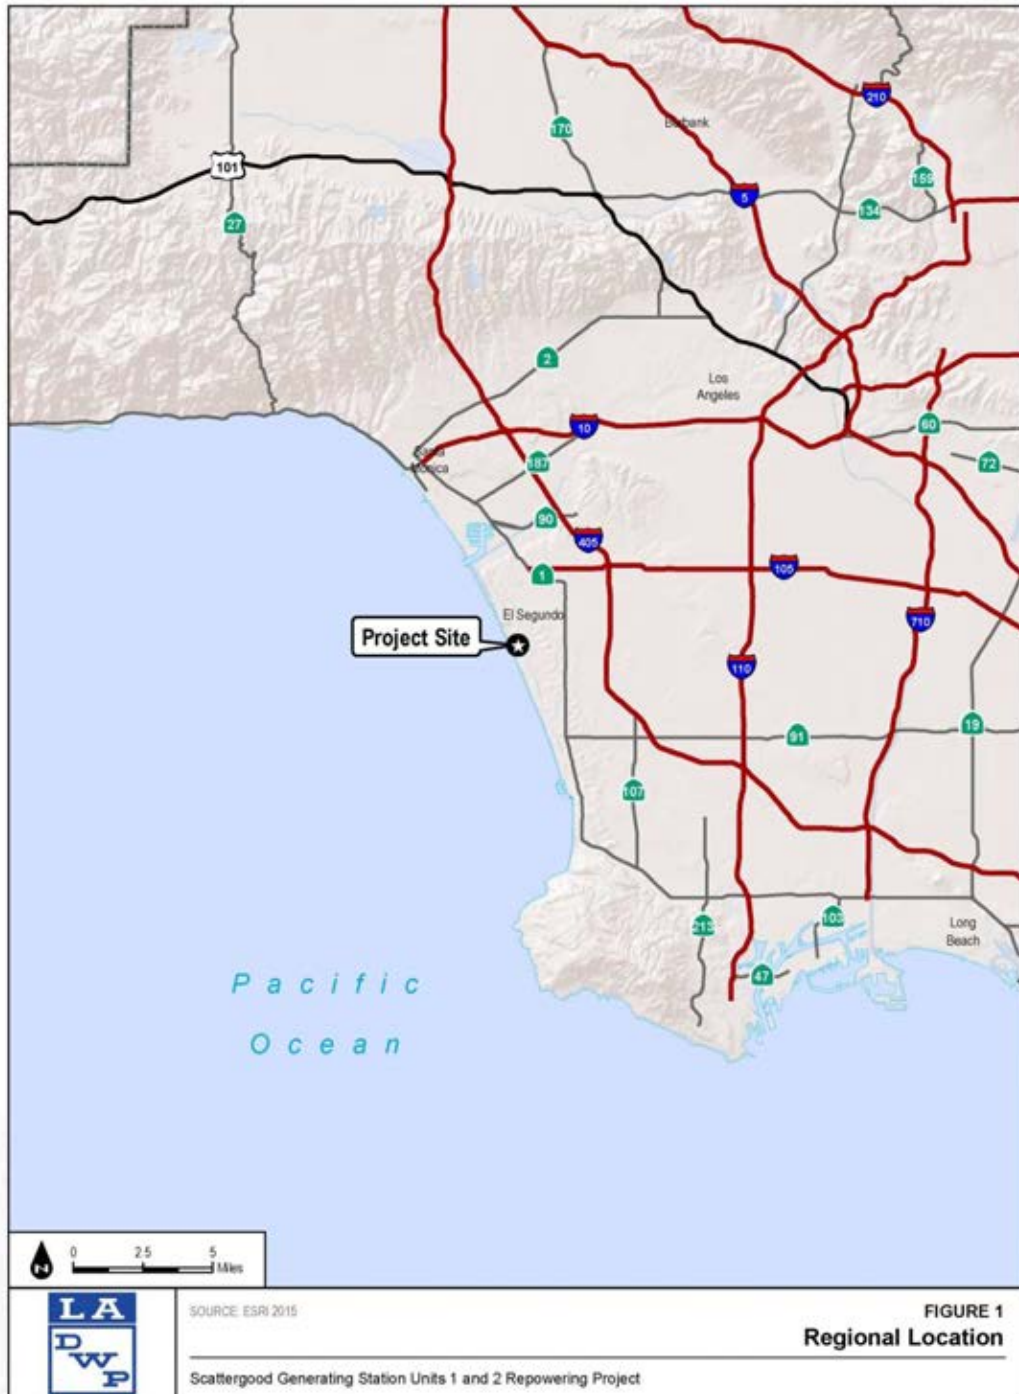 210
170
Burbank
101
159
5
134
27
2
Los
Angeles
10
60
Santa
Monica
187
72
90
405
1
105
El Segundo
710
Project Site
110
19
91
107
213
103
Long
Beach
47
Pacific
Ocean
N
0 2.5 5
Miles
LA
DWP
SOURCE: ESRI 2015
FIGURE 1
Regional Location
Scattergood Generating Station Units 1 and 2 Repowering Project